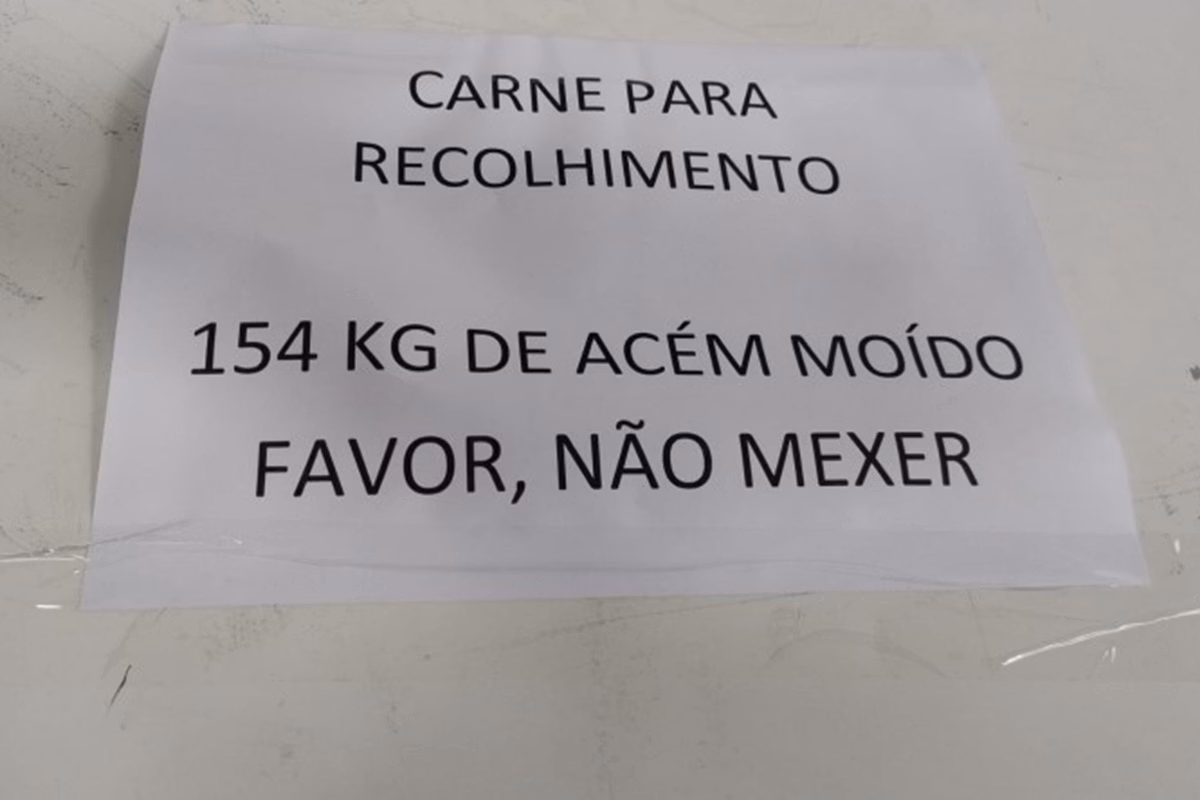 CARNE PARA
RECOLHIMENTO
154 KG DE ACÉM MOÍDO
FAVOR, NÃO MEXER